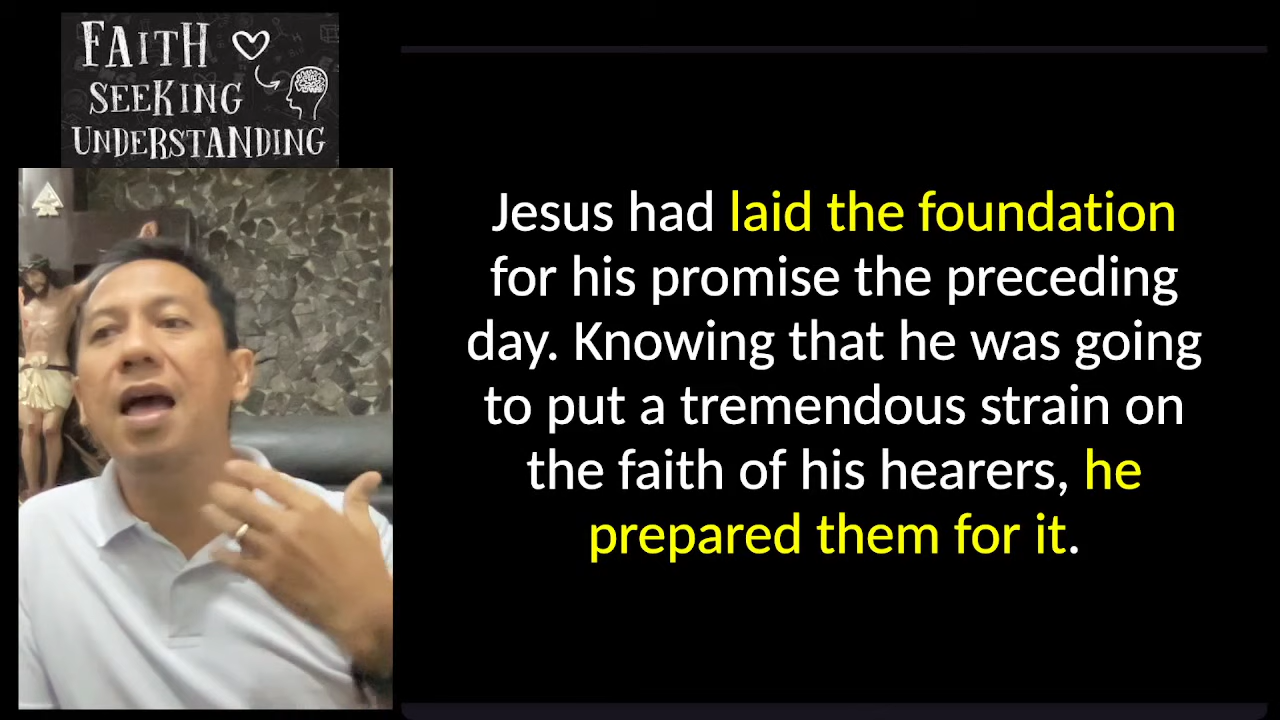 FAITH
SEEKING
UNDERSTANDING
Jesus had laid the foundation
for his promise the preceding
day. Knowing that he was going
to put a tremendous strain on
the faith of his hearers, he
prepared them for it.